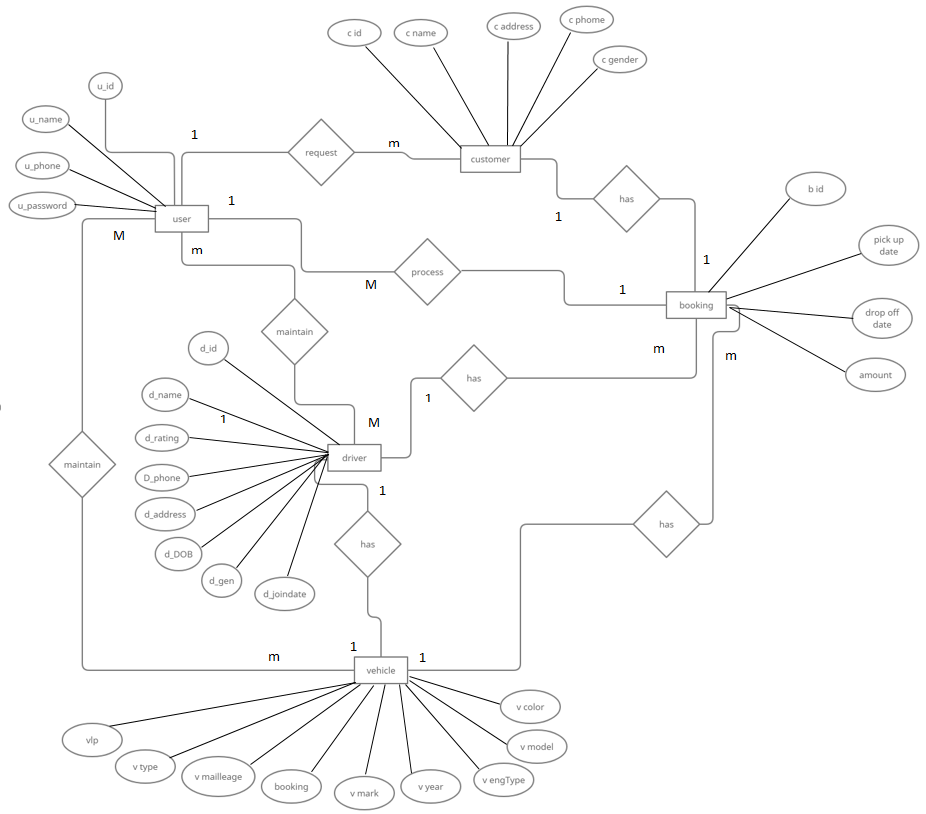 c id
c name
c address
c phome
c gender
u_id
u_name
u_phone
u_password
1
request
m
customer
has
1
1
b id
pick up
date
drop off
date
amount
user
1
M
m
process
M
1
booking
maintain
m
m
has
1
d_id
d_name
1
d_rating
D_phone
d_address
d_DOB
d_gen
d_joindate
M
driver
1
maintain
has
has
m
1
1
vehicle
vlp
v type
v mailleage
booking
v mark
v year
v engType
v model
v color